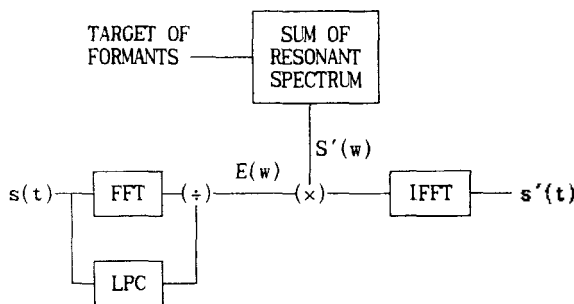 TARGET OF
FORMANTS
SUM OF
RESONANT
SPECTRUM
S′(w)
E(w)
s(t)
FFT
(÷)
(×)
IFFT
s′(t)
LPC